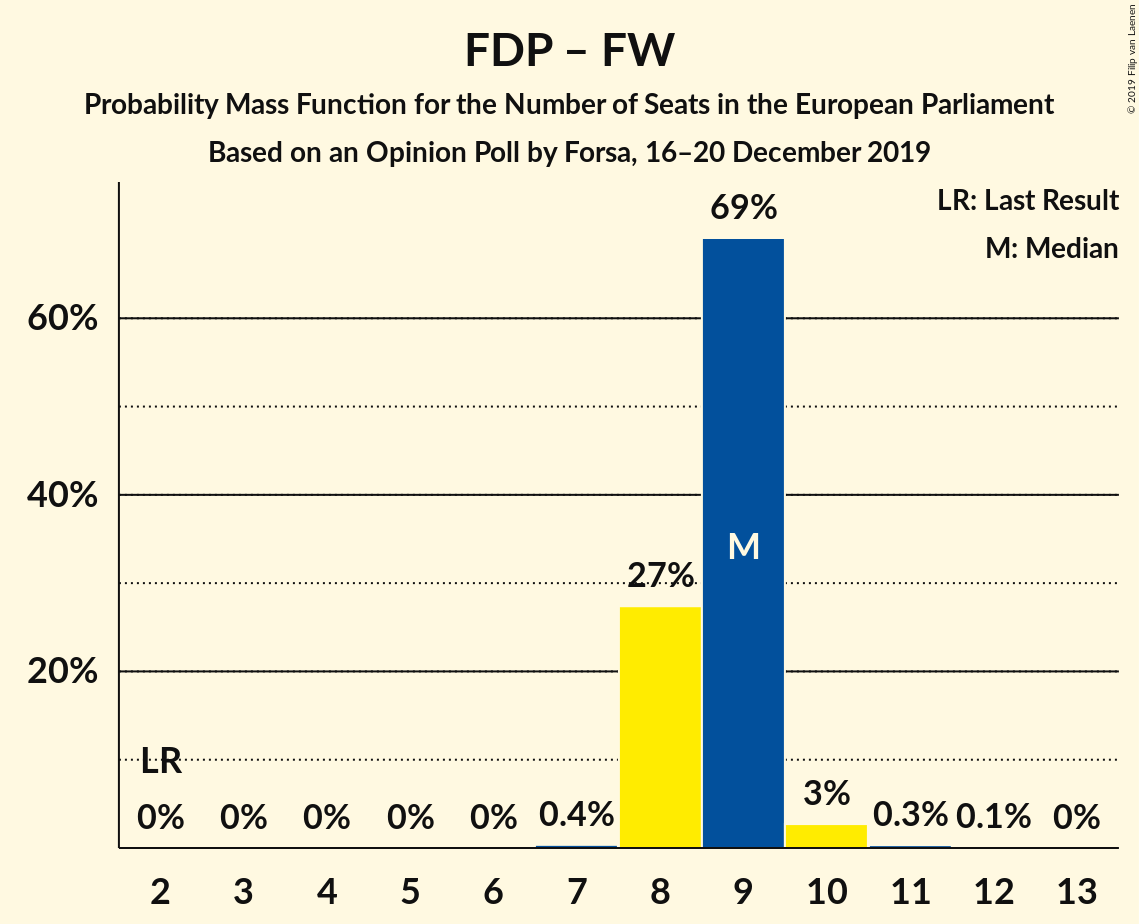 FDP – FW
Probability Mass Function for the Number of Seats in the European Parliament
Based on an Opinion Poll by Forsa, 16–20 December 2019
© 2019 Filip van Laenen
LR: Last Result
M: Median
69%
60%
40%
M
27%
20%
LR
0% 0% 0% 0% 0% 0.4% 3% 0.3% 0.1% 0%
2 3 4 5 6 7 8 9 10 11 12 13